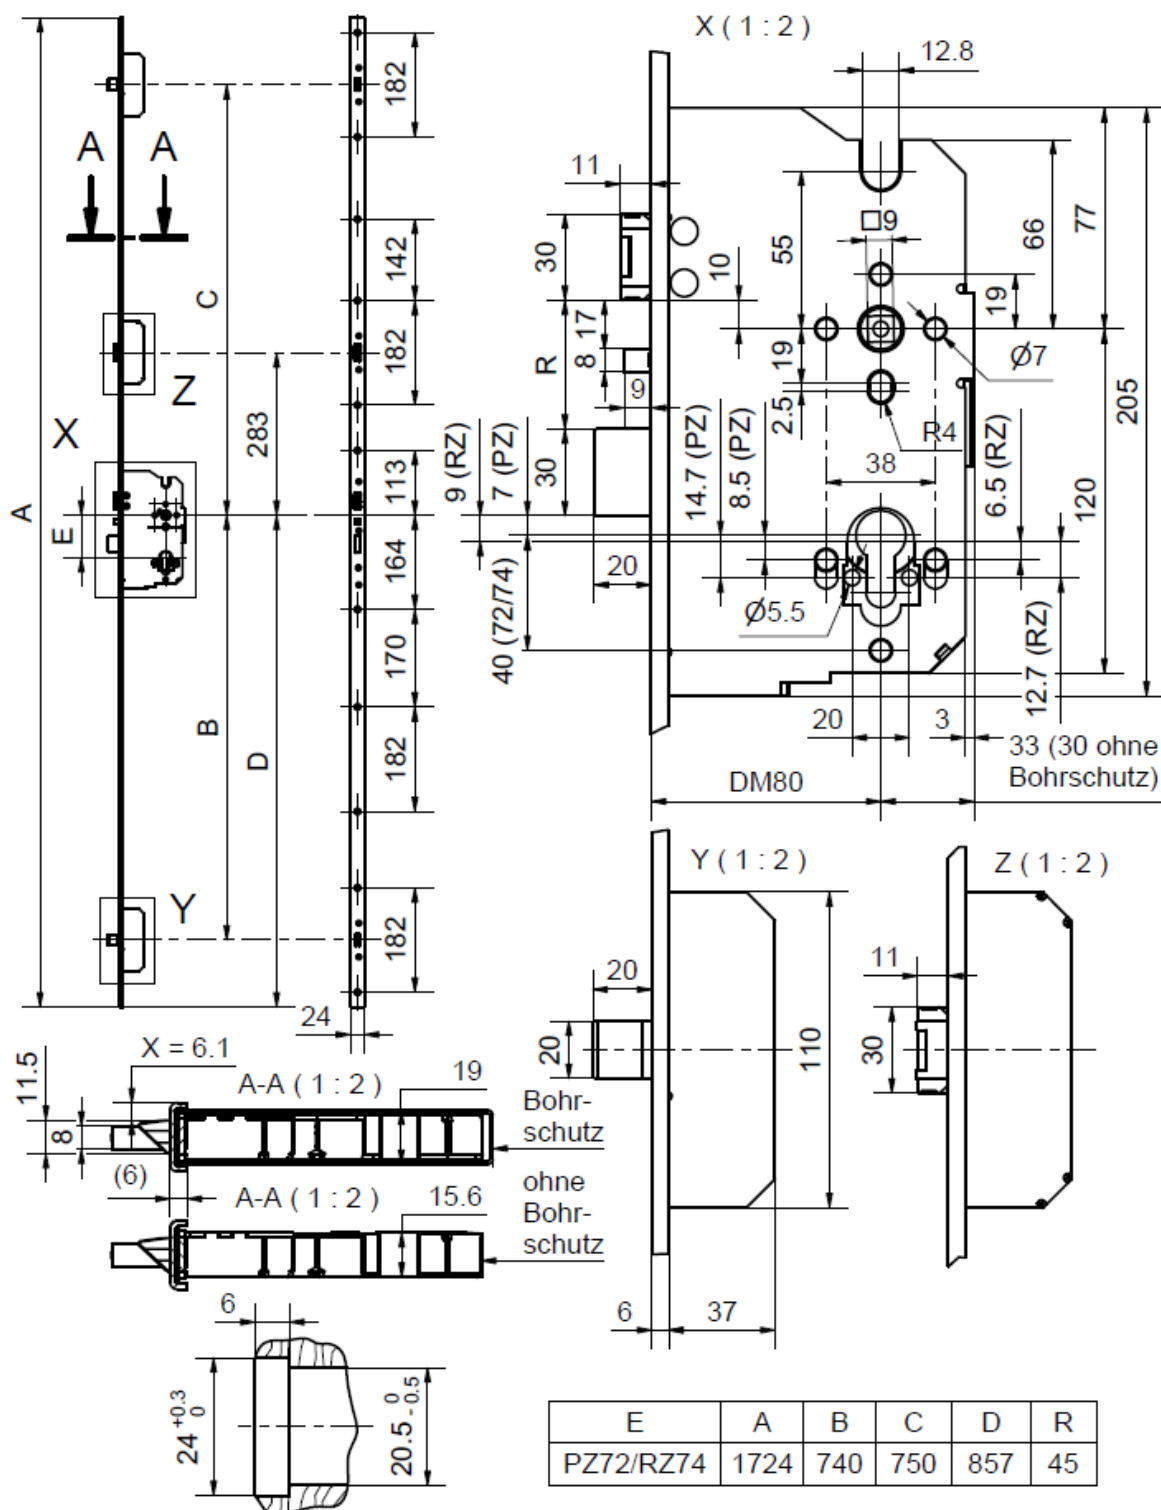 X ( 1 : 2 )
12.8
182
A A
11
□9
55
66
77
30
10
19
142
C
17
R
8
19
Ø7
182
Z
9
2.5
205
X
283
9 (RZ)
7 (PZ)
30
14.7 (PZ)
8.5 (PZ)
R4
38
6.5 (RZ)
120
A
E
113
164
20
40 (72/74)
Ø5.5
12.7 (RZ)
170
B
D
182
20
3
33 (30 ohne
Bohrschutz)
DM80
Y
182
Y ( 1 : 2 )
Z ( 1 : 2 )
24
20
20
110
11
30
X = 6.1
11.5
8
A-A ( 1 : 2 )
19
Bohr-
schutz
(6)
A-A ( 1 : 2 )
15.6
ohne
Bohr-
schutz
6
6
37
24 +0.3 0
20.5 0 -0.5
E A B C D R
PZ72/RZ74 1724 740 750 857 45